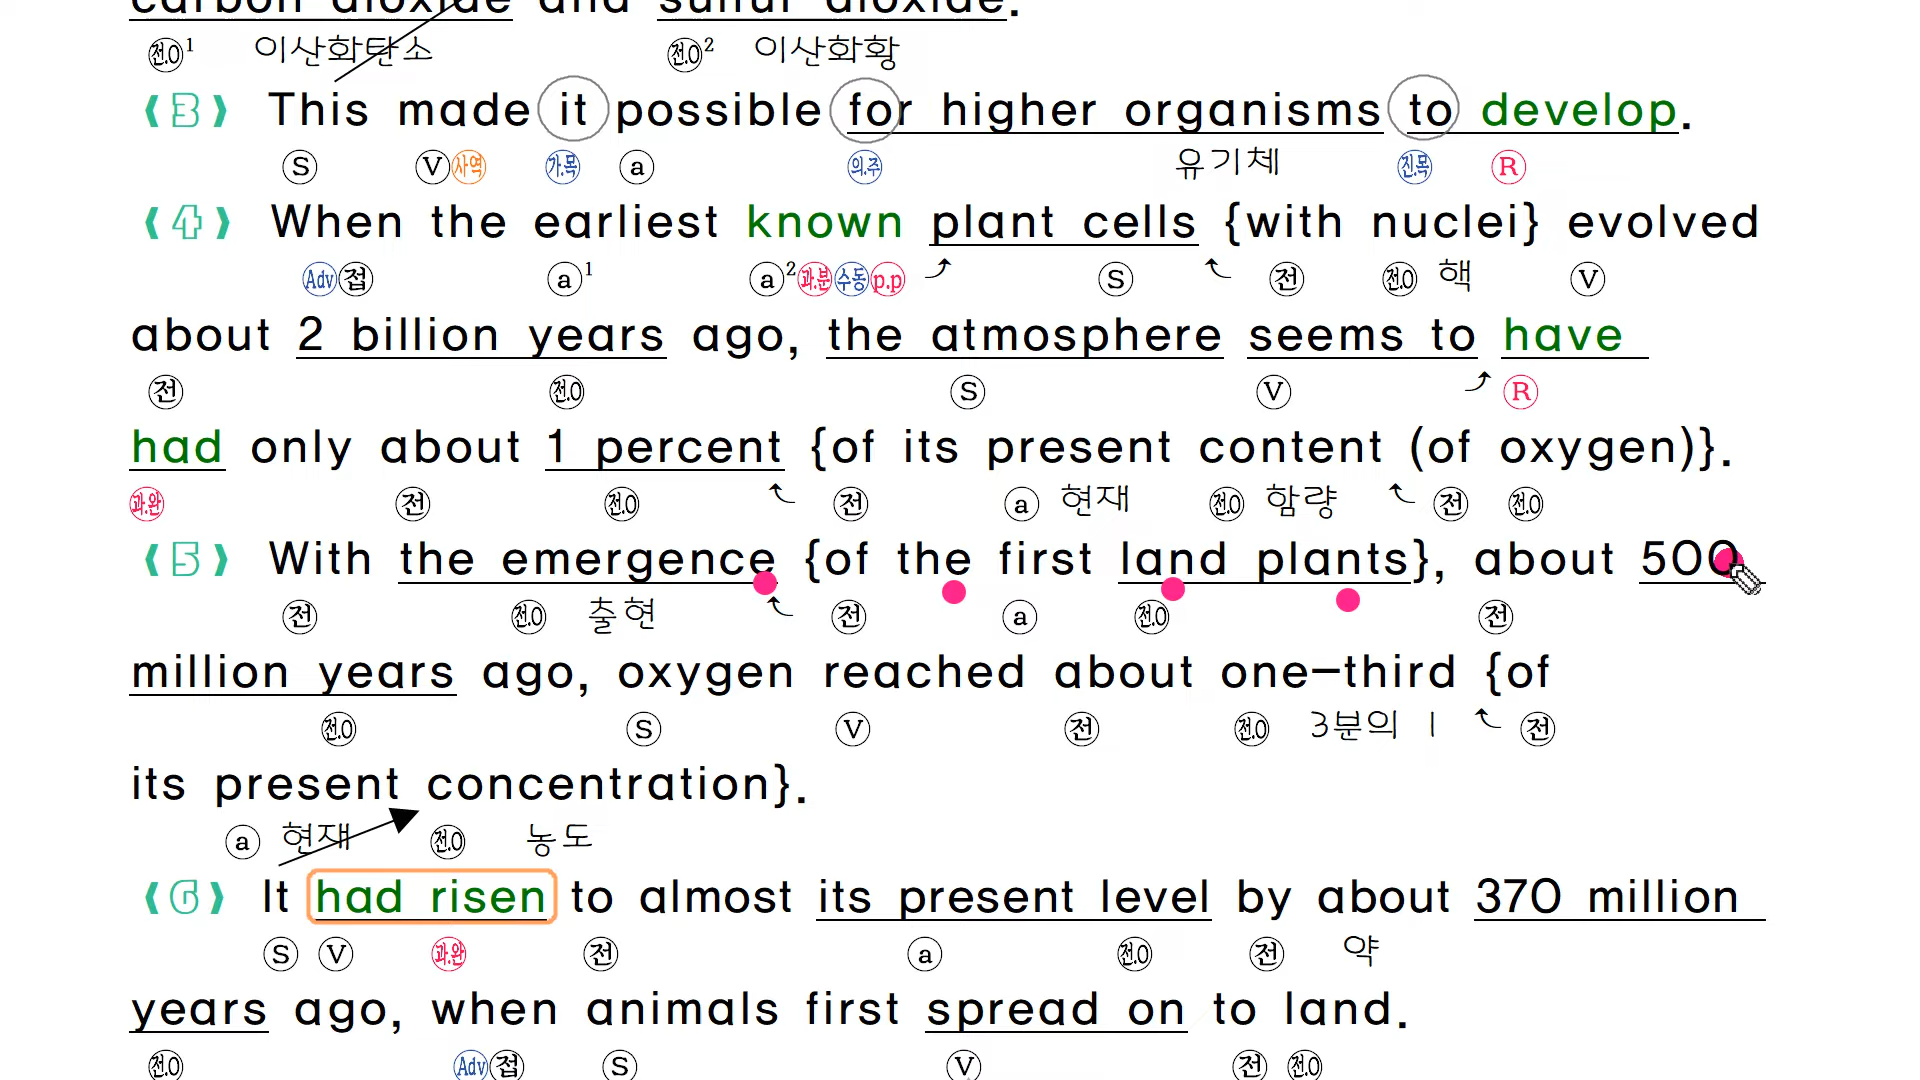 carbon dioxide and sulfur dioxide.
전.O 1 이산화탄소 전.O 2 이산화황
《3》 This made it possible for higher organisms to develop.
S V 사역 가.목 a 의.주 유기체 진.목 R
《4》 When the earliest known plant cells {with nuclei} evolved
Adv 접 a 1 a 2 과.분 수동 p.p S 전 전.O 핵 V
about 2 billion years ago, the atmosphere seems to have
전 전.O S V R
had only about 1 percent {of its present content (of oxygen)}.
과.완 전 전.O 전 a 현재 전.O 함량 전 전.O
《5》 With the emergence {of the first land plants}, about 500
전 전.O 출현 전 a 전.O 전
million years ago, oxygen reached about one-third {of
전.O S V 전 전.O 3분의 1 전
its present concentration}.
a 현재 전.O 농도
《6》 It had risen to almost its present level by about 370 million
S V 과.완 전 a 전.O 전 약
years ago, when animals first spread on to land.
전.O Adv 접 S V 전 전.O